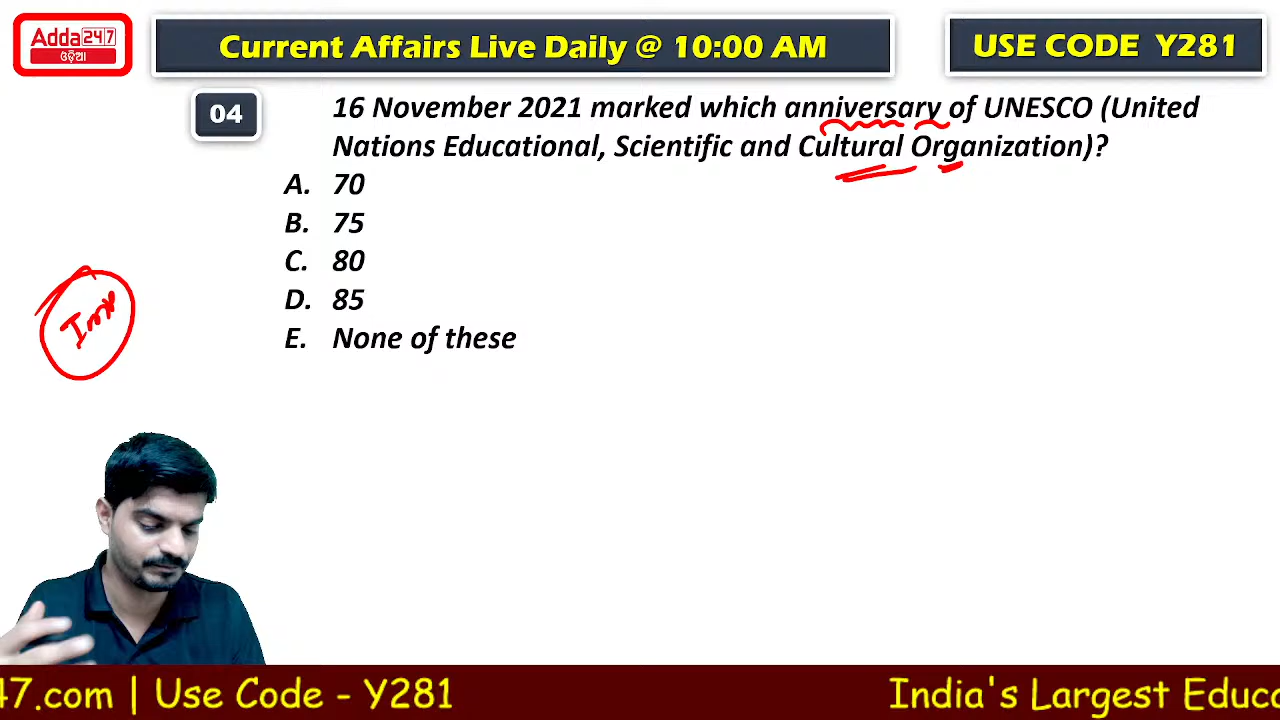 Adda 247
ଓଡ଼ିଆ
Current Affairs Live Daily @ 10:00 AM
USE CODE Y281
04
16 November 2021 marked which anniversary of UNESCO (United
Nations Educational, Scientific and Cultural Organization)?
A. 70
B. 75
C. 80
D. 85
E. None of these
47.com | Use Code - Y281
India's Largest Educa